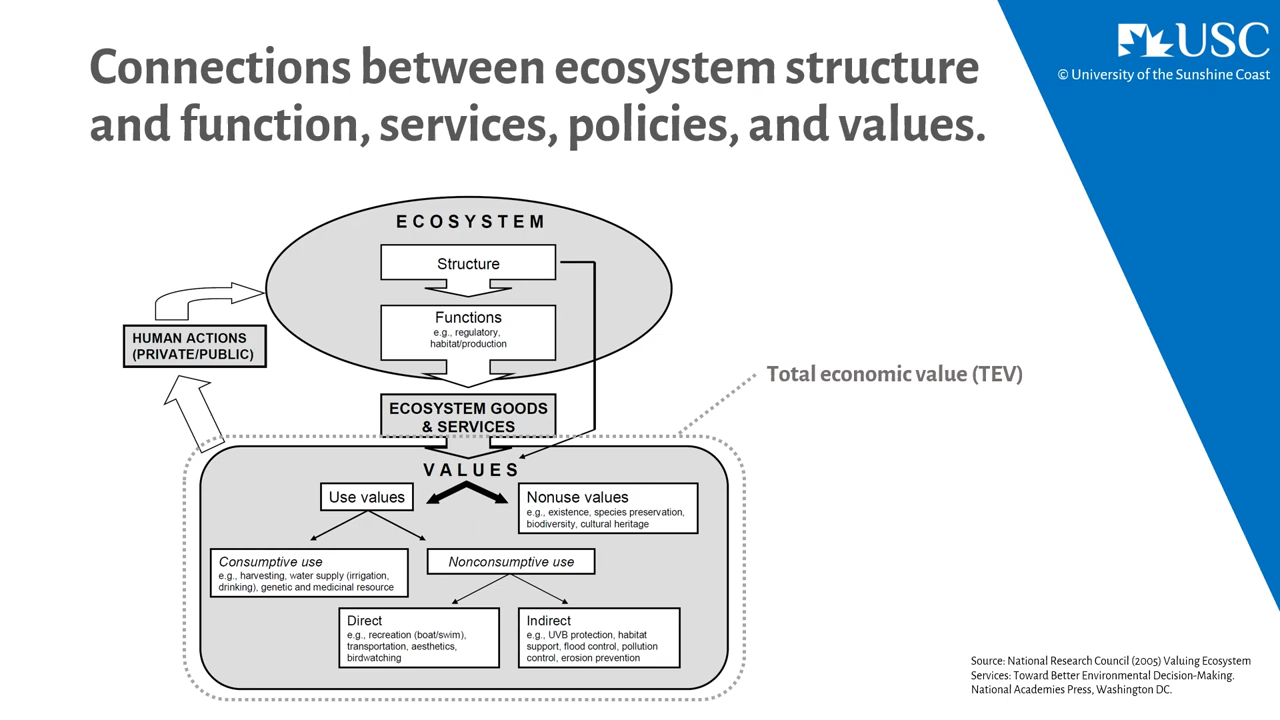 Connections between ecosystem structure
and function, services, policies, and values.
USC
© University of the Sunshine Coast
ECOSYSTEM
Structure
Functions
e.g., regulatory,
habitat/production
HUMAN ACTIONS
(PRIVATE/PUBLIC)
Total economic value (TEV)
ECOSYSTEM GOODS
& SERVICES
VALUES
Use values
Nonuse values
e.g., existence, species preservation,
biodiversity, cultural heritage
Consumptive use
e.g., harvesting, water supply (irrigation,
drinking), genetic and medicinal resource
Nonconsumptive use
Direct
e.g., recreation (boat/swim),
transportation, aesthetics,
birdwatching
Indirect
e.g., UVB protection, habitat
support, flood control, pollution
control, erosion prevention
Source: National Research Council (2005) Valuing Ecosystem
Services: Toward Better Environmental Decision-Making.
National Academies Press, Washington DC.